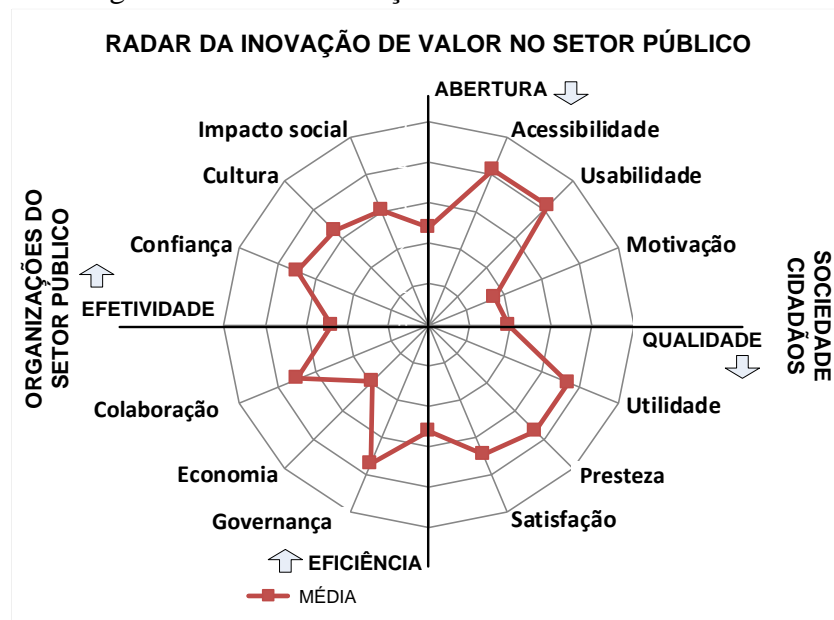 RADAR DA INOVAÇÃO DE VALOR NO SETOR PÚBLICO
ABERTURA
Impacto social
Acessibilidade
Cultura
Usabilidade
Confiança
Motivação
ORGANIZAÇÕES DO
SETOR PÚBLICO
EFETIVIDADE
SOCIEDADE
CIDADÃOS
QUALIDADE
Colaboração
Utilidade
Economia
Presteza
Governança
Satisfação
EFICIÊNCIA
MÉDIA